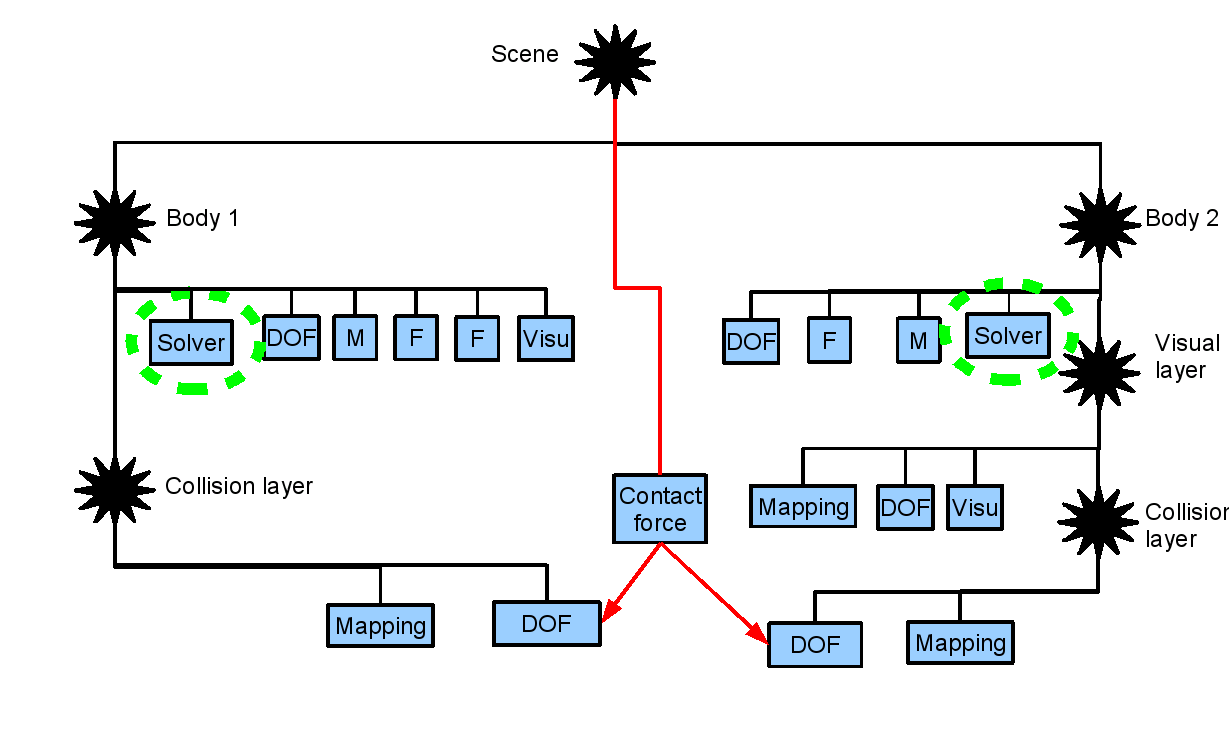 Scene
Body 1
Body 2
Solver
DOF
M
F
F
Visu
DOF
F
M
Solver
Visual
layer
Collision layer
Contact
force
Mapping
DOF
Visu
Collision
layer
Mapping
DOF
DOF
Mapping